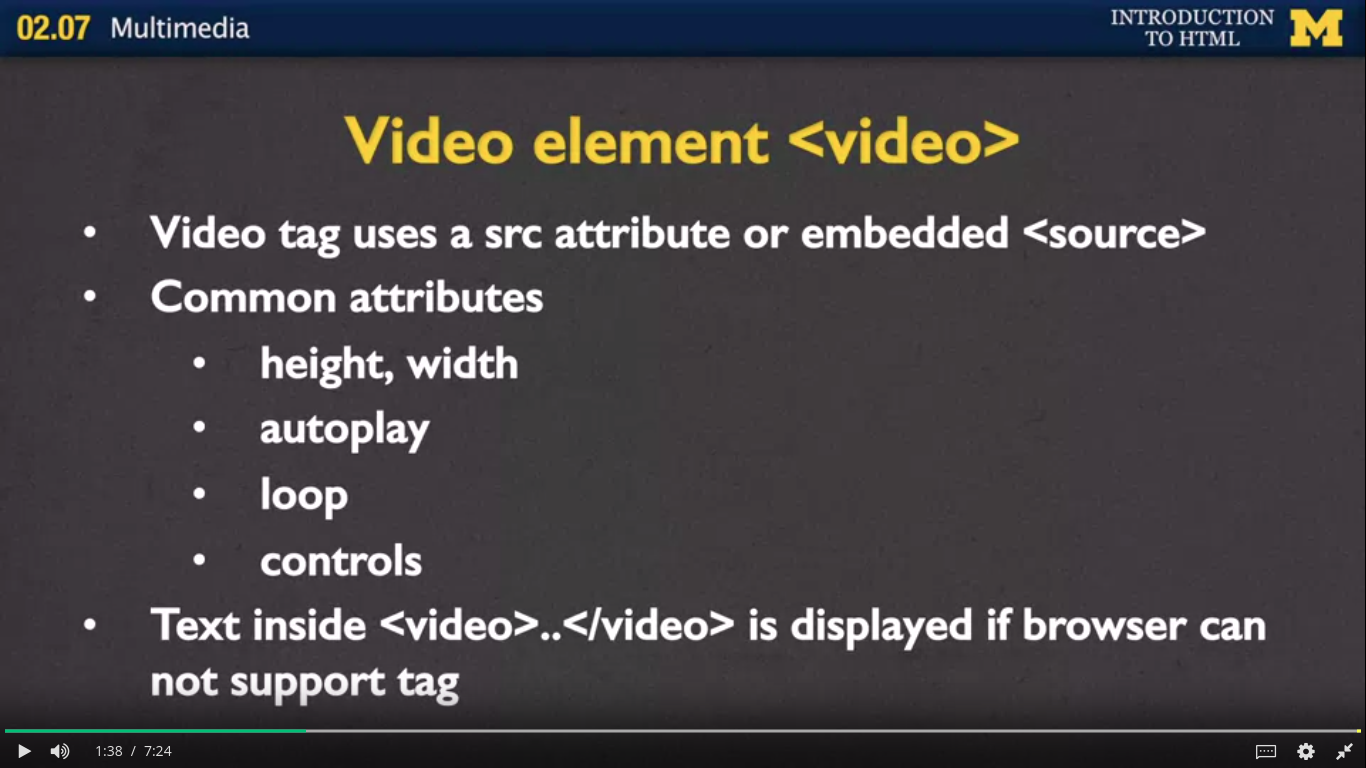 02.07 Multimedia
INTRODUCTION
TO HTML
M
Video element <video>
• Video tag uses a src attribute or embedded <source>
• Common attributes
• height, width
• autoplay
• loop
• controls
• Text inside <video>..</video> is displayed if browser can
not support tag
1:38 / 7:24